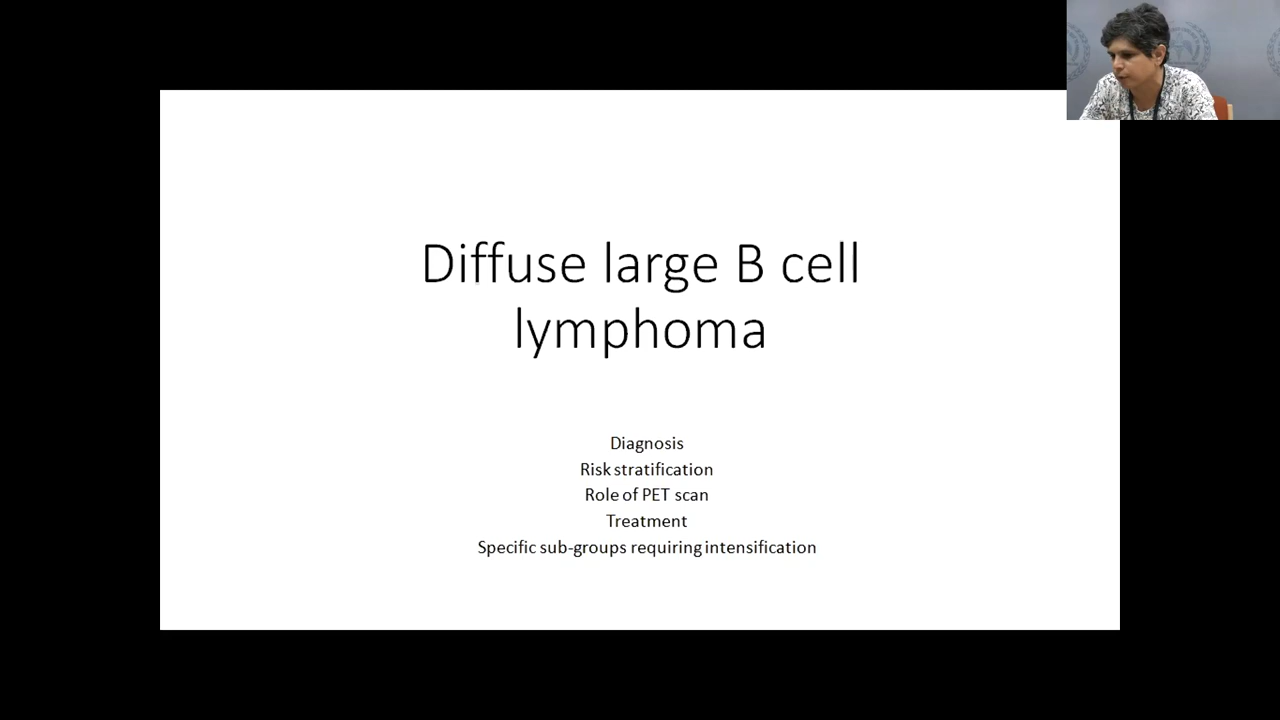 Diffuse large B cell
lymphoma
Diagnosis
Risk stratification
Role of PET scan
Treatment
Specific sub-groups requiring intensification